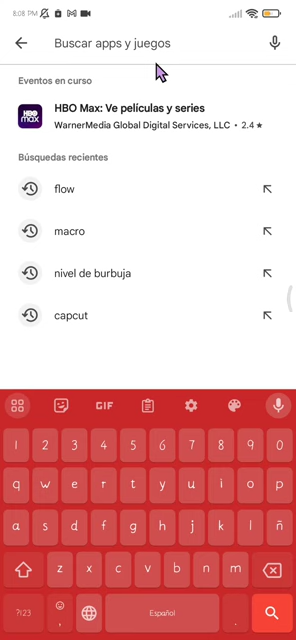 8:08 PM
Buscar apps y juegos
Eventos en curso
HBO max
HBO Max: Ve películas y series
WarnerMedia Global Digital Services, LLC • 2.4 ★
Búsquedas recientes
flow
macro
nivel de burbuja
capcut
GIF
1 2 3 4 5 6 7 8 9 0
q w e r t y u i o p
a s d f g h j k l ñ
z x c v b n m
?123 , Español .